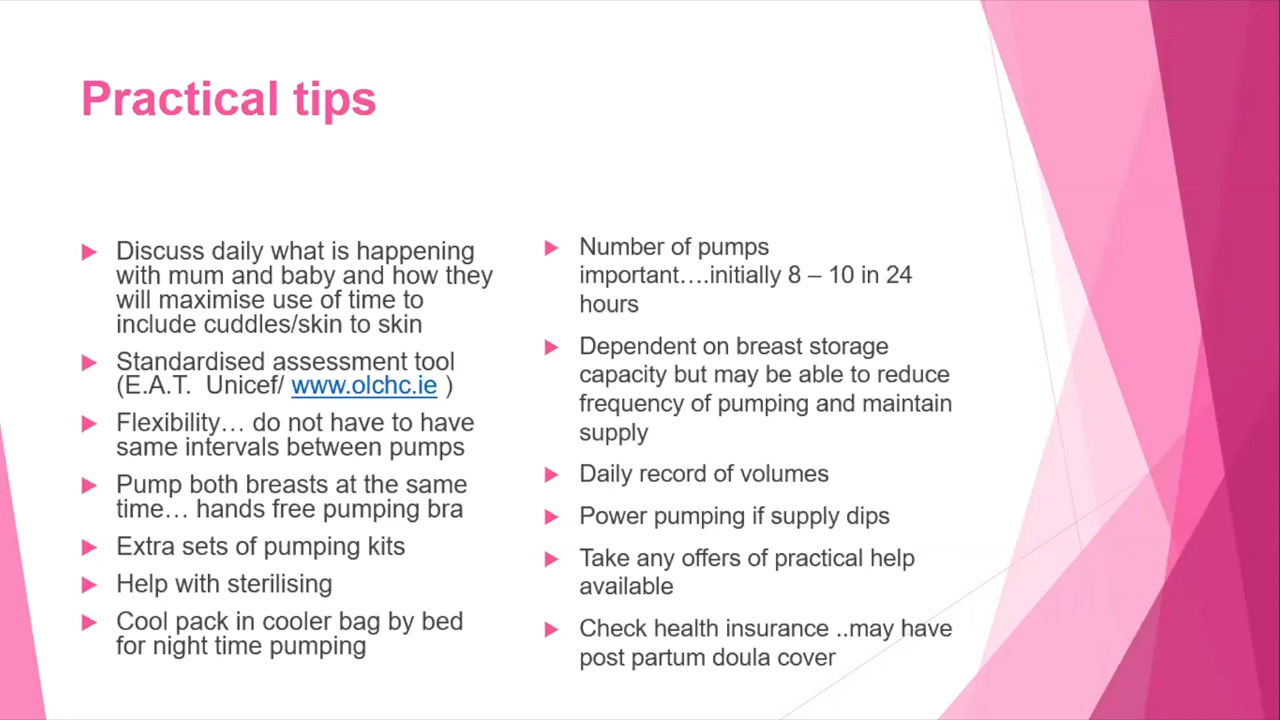 Practical tips
Discuss daily what is happening
with mum and baby and how they
will maximise use of time to
include cuddles/skin to skin
Standardised assessment tool
(E.A.T. Unicef/ www.olchc.ie )
Flexibility… do not have to have
same intervals between pumps
Pump both breasts at the same
time… hands free pumping bra
Extra sets of pumping kits
Help with sterilising
Cool pack in cooler bag by bed
for night time pumping
Number of pumps
important….initially 8 – 10 in 24
hours
Dependent on breast storage
capacity but may be able to reduce
frequency of pumping and maintain
supply
Daily record of volumes
Power pumping if supply dips
Take any offers of practical help
available
Check health insurance ..may have
post partum doula cover